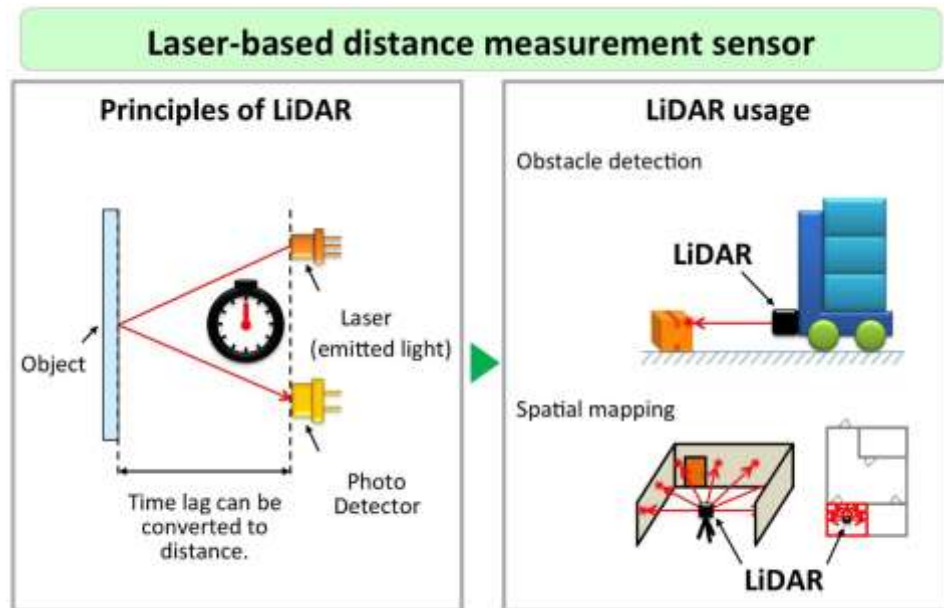 Laser-based distance measurement sensor
Principles of LiDAR
Object
Laser
(emitted light)
Photo
Detector
Time lag can be
converted to
distance.
LiDAR usage
Obstacle detection
LiDAR
Spatial mapping
LiDAR